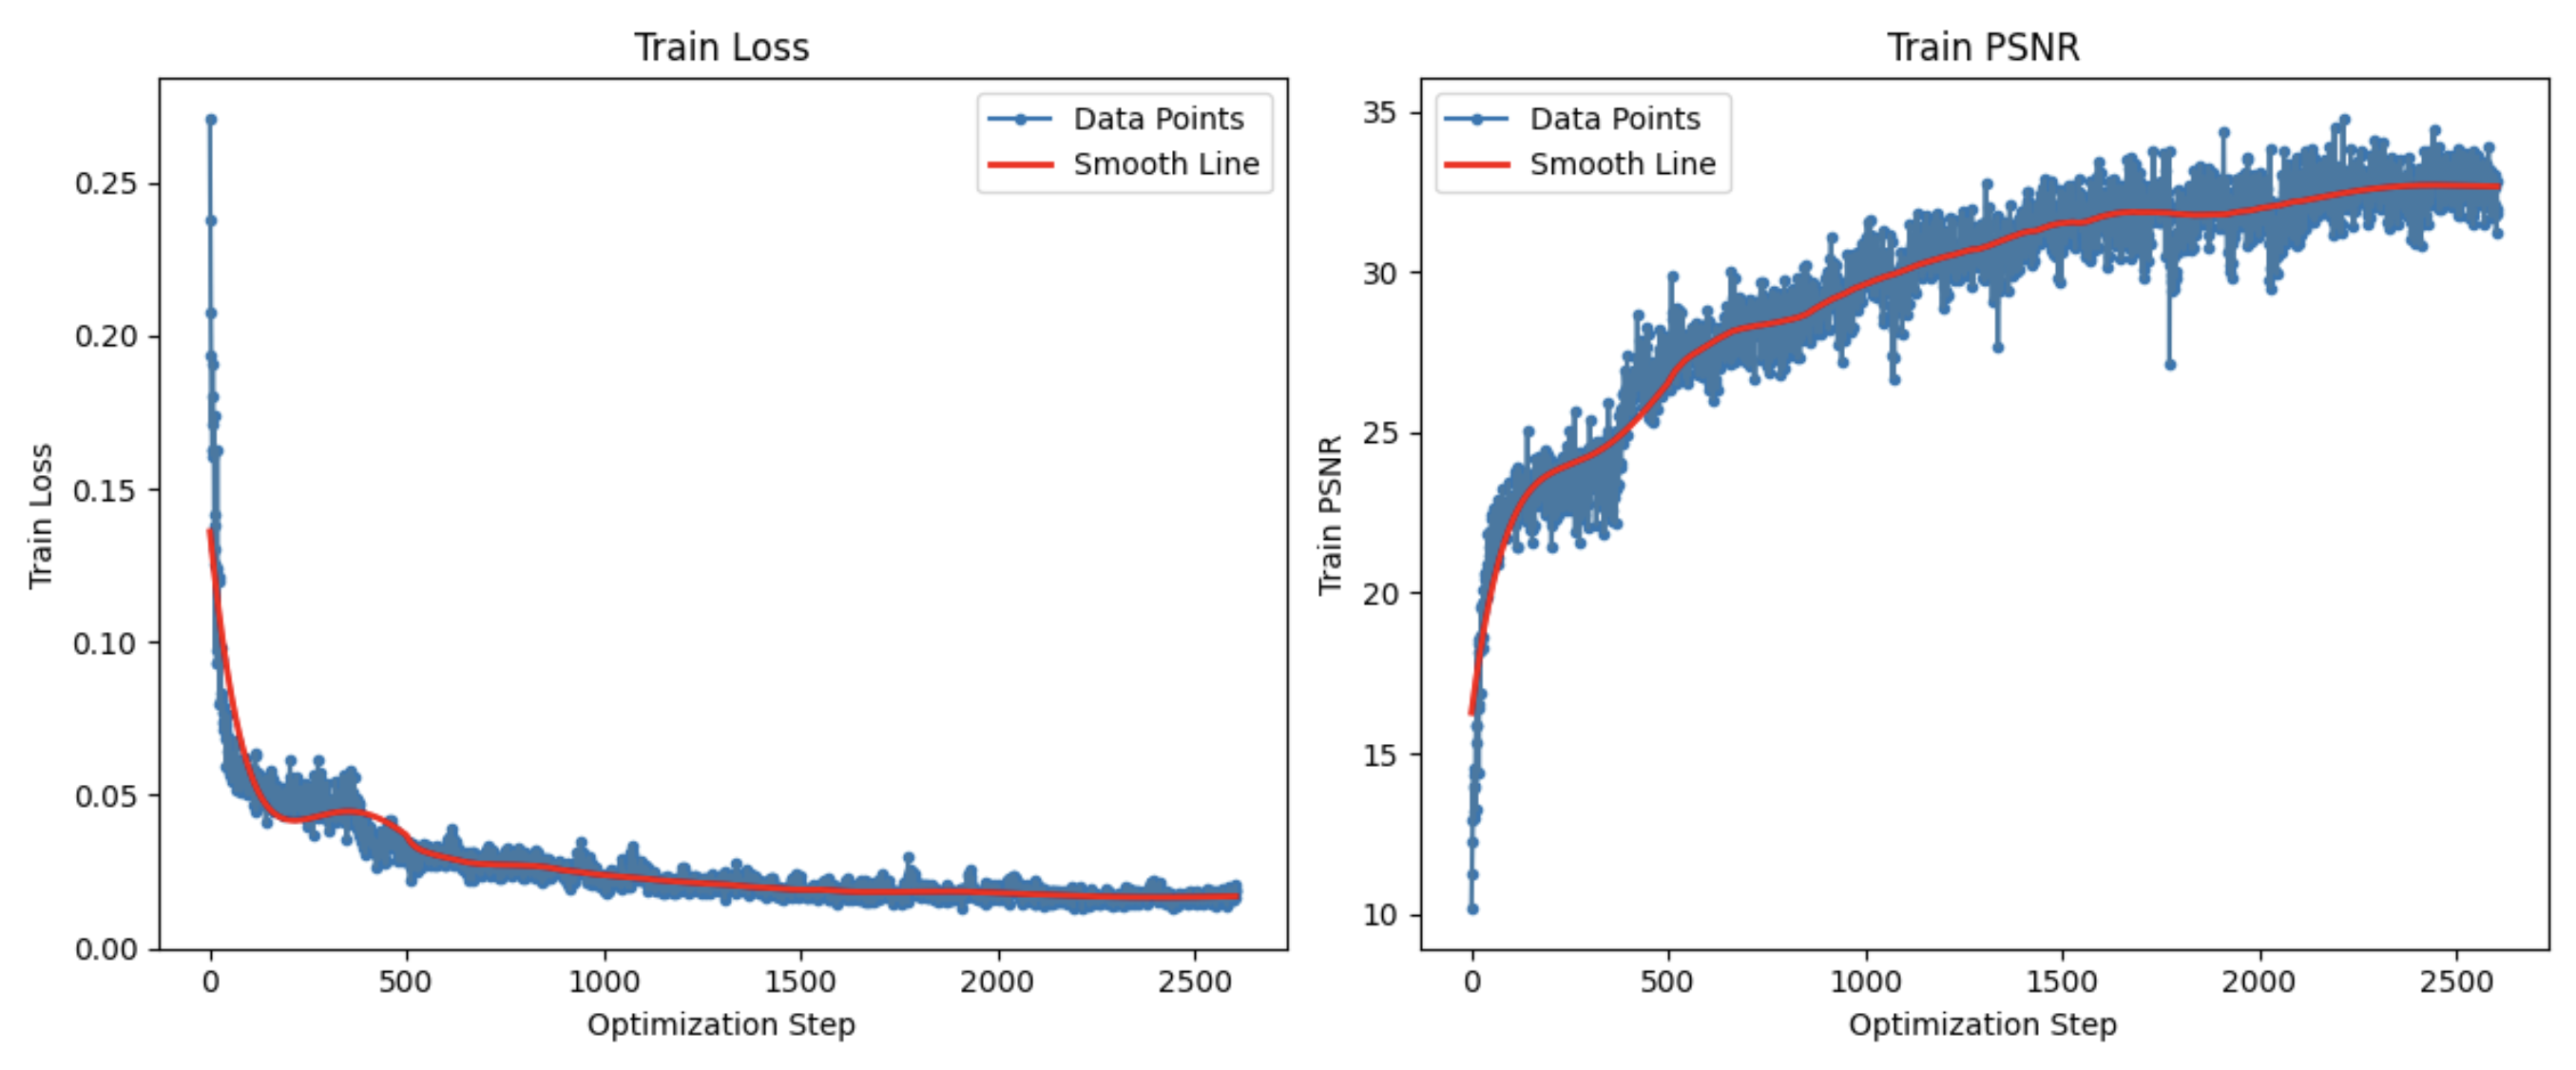 Train Loss
Data Points
Smooth Line
0.25
0.20
0.15
0.10
0.05
0.00
Train Loss
0 500 1000 1500 2000 2500
Optimization Step
Train PSNR
Data Points
Smooth Line
35
30
25
20
15
10
Train PSNR
0 500 1000 1500 2000 2500
Optimization Step